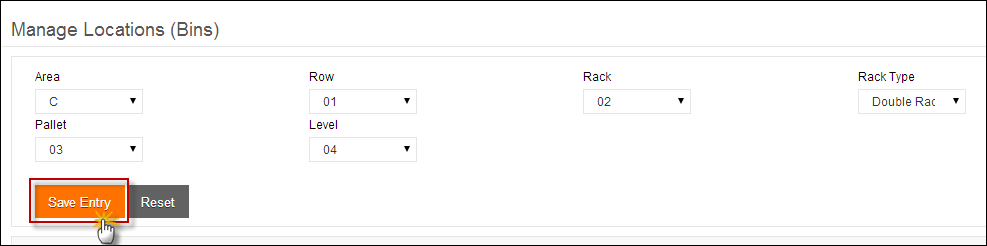 Manage Locations (Bins)
Area Row Rack Rack Type
C 01 02 Double Rac
Pallet Level
03 04
Save Entry Reset